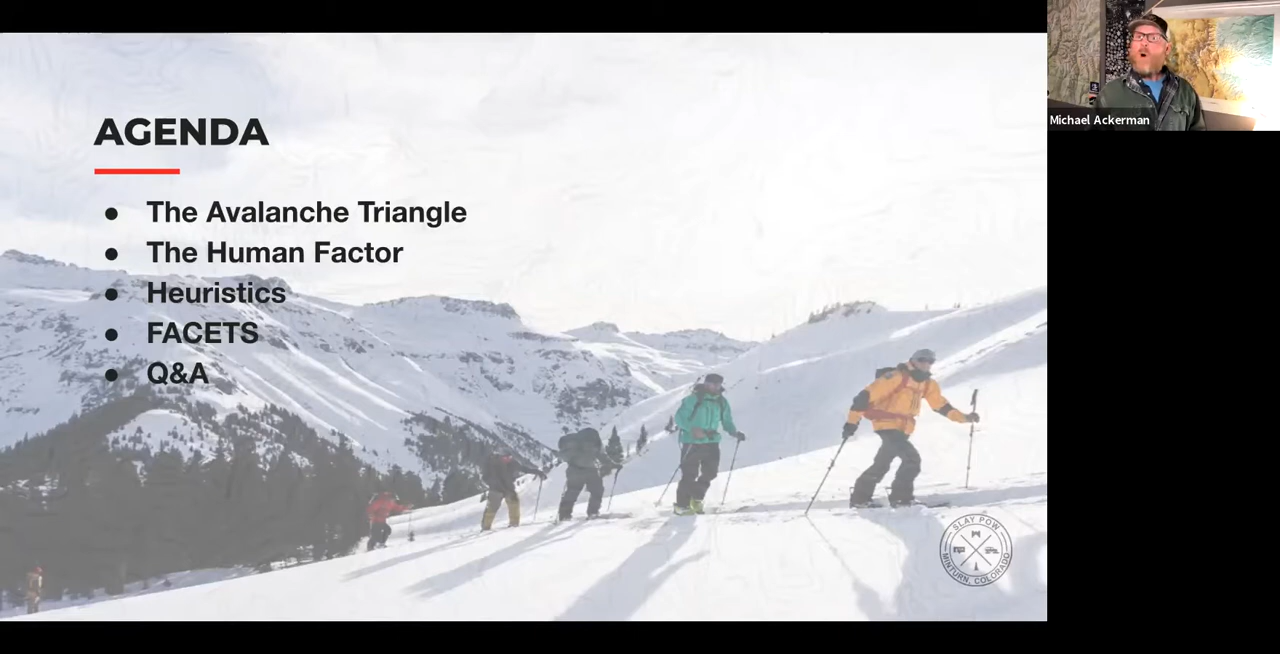 AGENDA
● The Avalanche Triangle
● The Human Factor
● Heuristics
● FACETS
● Q&A
Michael Ackerman
SLAY POW
MINTURN, COLORADO